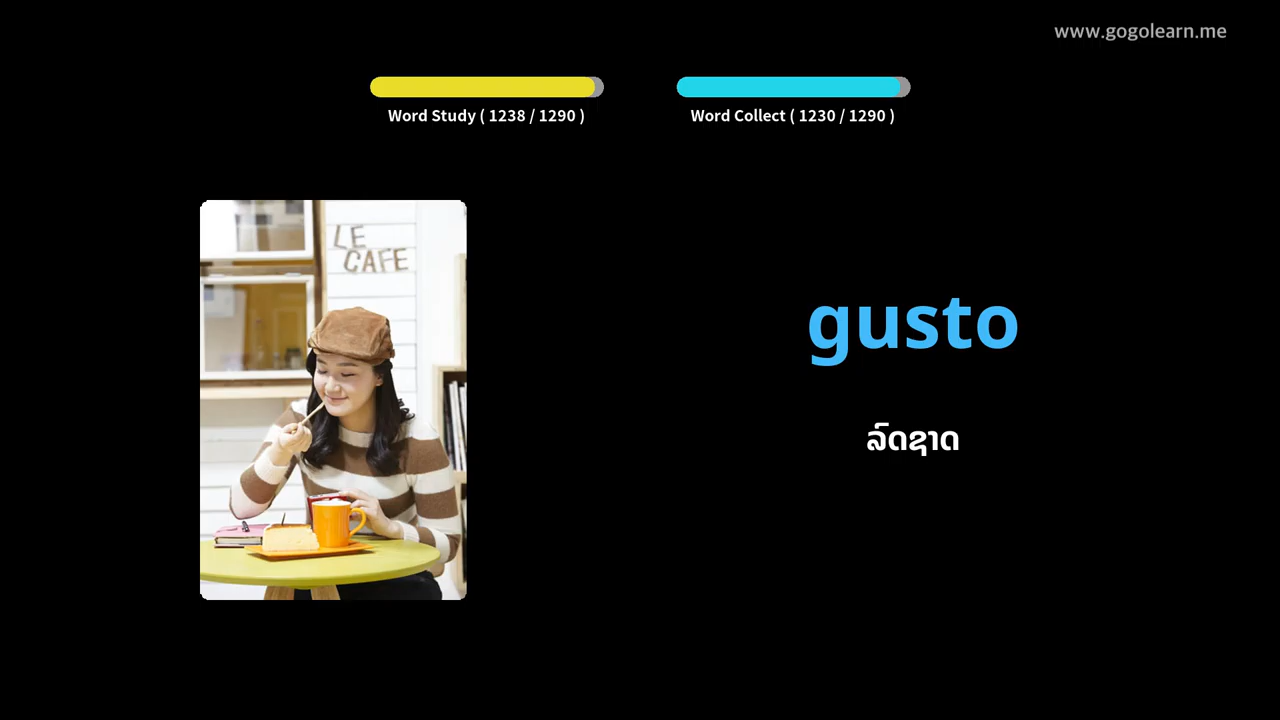 www.gogolearn.me
Word Study ( 1238 / 1290 )
Word Collect ( 1230 / 1290 )
LE
CAFE
gusto
ລົດຊາດ